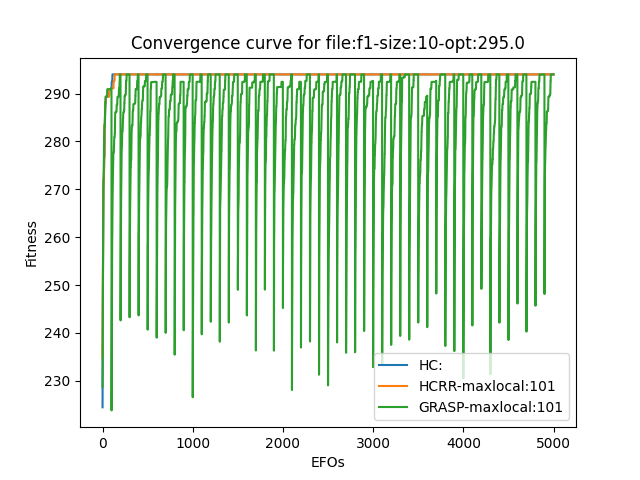 Convergence curve for file:f1-size:10-opt:295.0
Fitness
290
280
270
260
250
240
230
0
1000
2000
3000
4000
5000
EFOs
HC:
HCRR-maxlocal:101
GRASP-maxlocal:101